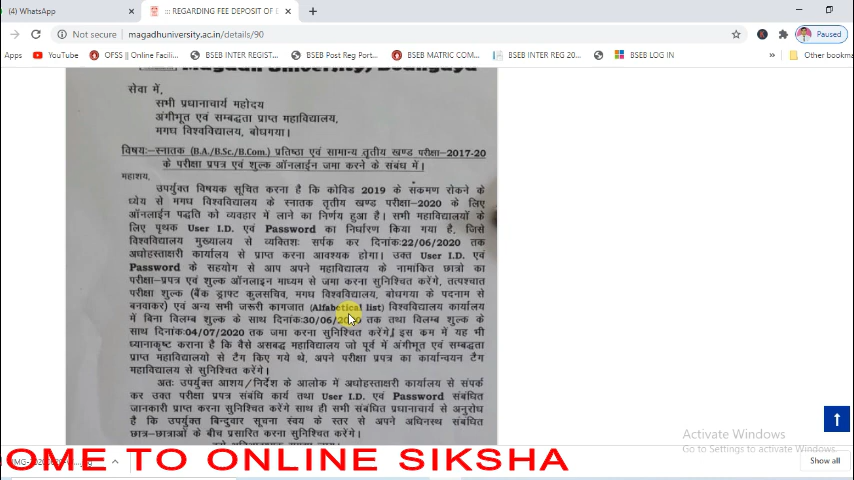 (4) WhatsApp
::: REGARDING FEE DEPOSIT OF D
Not secure
magadhuniversity.ac.in/details/90
Paused
Apps
YouTube
OFSS || Online Facili...
BSEB INTER REGIST...
BSEB Post Reg Port...
BSEB MATRIC COM...
BSEB INTER REG 20...
BSEB LOG IN
»
Other bookm
Magadh University, Bodhgaya
सेवा में,
सभी प्रधानाचार्य महोदय
अंगीभूत एवं सम्बद्धता प्राप्त महाविद्यालय,
मगध विश्वविद्यालय, बोधगया।
विषयः–स्नातक (B.A./B.Sc./B.Com.) प्रतिष्ठा एवं सामान्य तृतीय खण्ड परीक्षा–2017-20
के परीक्षा प्रपत्र एवं शुल्क ऑनलाईन जमा करने के संबंध में।
महाशय,
उपर्युक्त विषयक सूचित करना है कि कोविड 2019 के संकमण रोकने के
ध्येय से मगध विश्वविद्यालय के स्नातक तृतीय खण्ड परीक्षा–2020 के लिए
ऑनलाईन पद्धति को व्यवहार में लाने का निर्णय हुआ है। सभी महाविद्यालयों के
लिए पृथक User I.D. एवं Password का निर्धारण किया गया है, जिसे
विश्वविद्यालय मुख्यालय से व्यक्तिशः सर्पक कर दिनांक:22/06/2020 तक
अधोहस्ताक्षरी कार्यालय से प्राप्त करना आवश्यक होगा। उक्त User I.D. एवं
Password के सहयोग से आप अपने महाविद्यालय के नामांकित छात्रो का
परीक्षा–प्रपत्र एवं शुल्क ऑनलाइन माध्यम से जमा करना सुनिश्चित करेंगे, तत्पश्चात
परीक्षा शुल्क (बैंक ड्राफ्ट कुलसचिव, मगध विश्वविद्यालय, बोधगया के पदनाम से
बनवाकर) एवं अन्य सभी जरूरी कागजात (Alfabetical list) विश्वविद्यालय कार्यालय
में बिना विलम्ब शुल्क के साथ दिनांक:30/06/2020 तक तथा विलम्ब शुल्क के
साथ दिनांक:04/07/2020 तक जमा करना सुनिश्चित करेंगे, इस कम में यह भी
ध्यानाकृष्ट कराना है कि वैसे असबद्ध महाविद्यालय जो पूर्व में अंगीभूत एवं सम्बद्धता
प्राप्त महाविद्यालयो से टैग किए गये थे, अपने परीक्षा प्रपत्र का कार्यान्वयन टैग
महाविद्यालय से सुनिश्चित करेंगे।
अतः उपर्युक्त आशय/निर्देश के आलोक में अधोहस्ताक्षरी कार्यालय से संपर्क
कर उक्त परीक्षा प्रपत्र संबंधि कार्य तथा User I.D. एवं Password संबंधित
जानकारी प्राप्त करना सुनिश्चित करेंगे साथ ही सभी संबंधित प्रधानाचार्य से अनुरोध
है कि उपर्युक्त बिन्दुवार सूचना स्वंय के स्तर से अपने अधिनस्थ संबंधित
छात्र–छात्राओं के बीच प्रसारित करना सुनिश्चित करेंगे।
Activate Windows
Go to Settings to activate Windows.
Show all
OME TO ONLINE SIKSHA